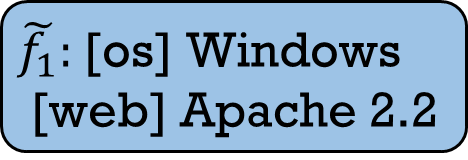 f̃₁: [os] Windows
[web] Apache 2.2